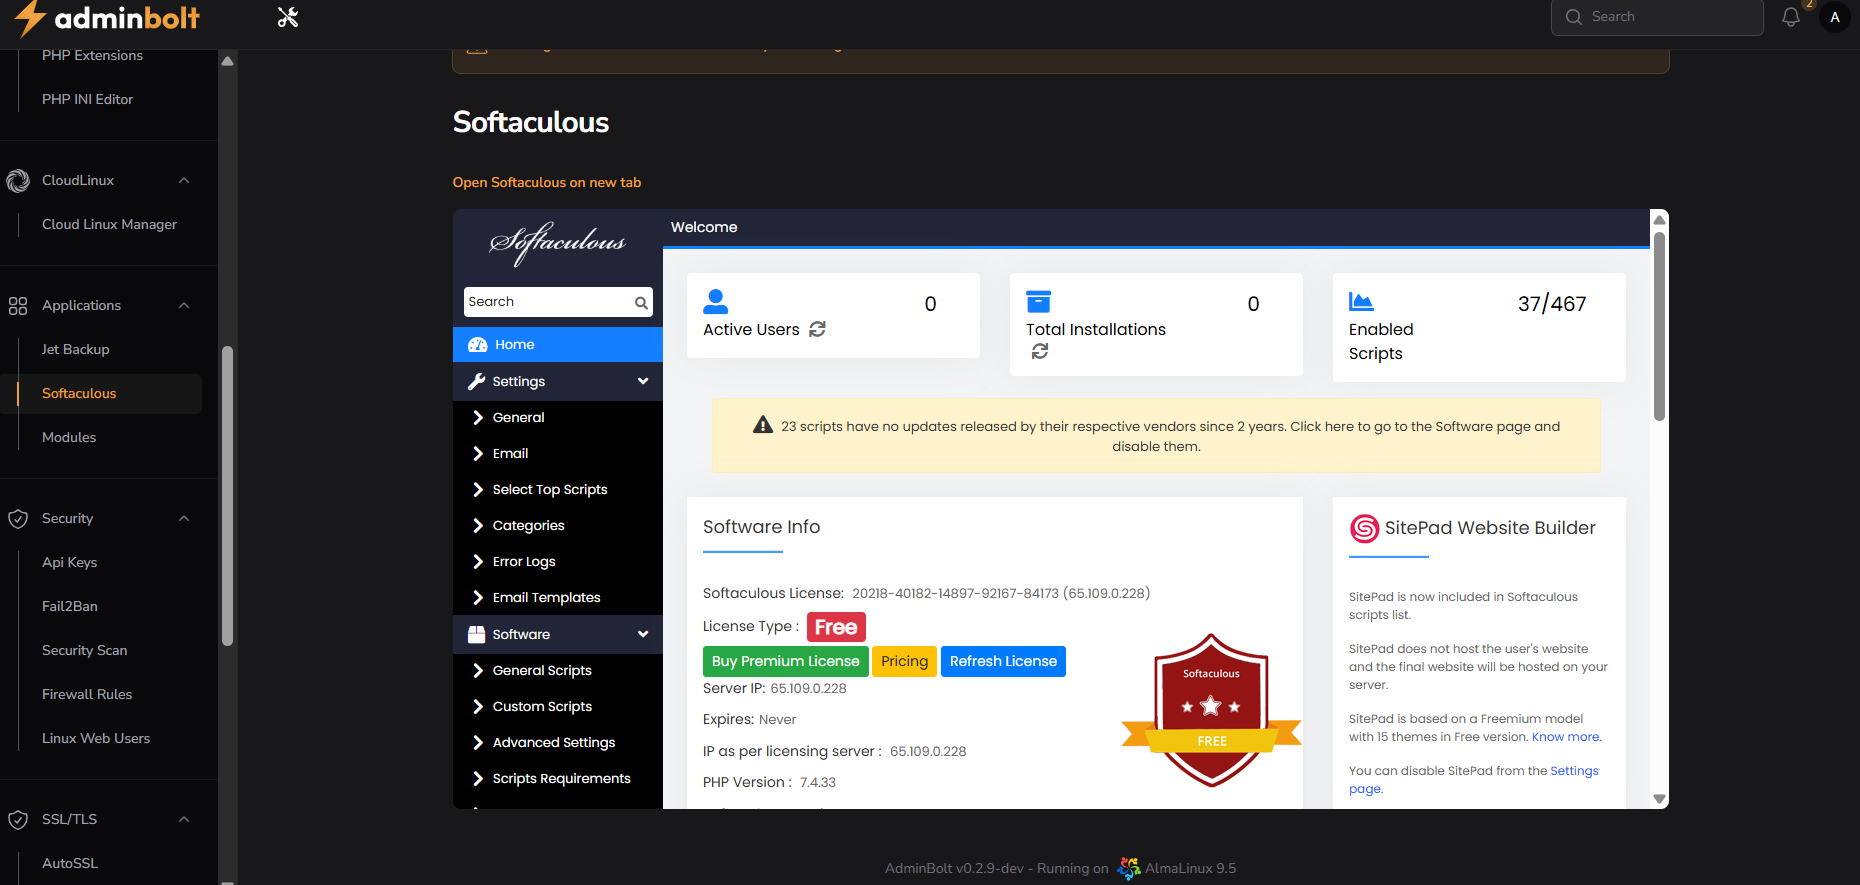 adminbolt
Search
2
A
PHP Extensions
PHP INI Editor
CloudLinux
Cloud Linux Manager
Applications
Jet Backup
Softaculous
Modules
Security
Api Keys
Fail2Ban
Security Scan
Firewall Rules
Linux Web Users
SSL/TLS
AutoSSL
Softaculous
Open Softaculous on new tab
Softaculous
Search
Home
Settings
General
Email
Select Top Scripts
Categories
Error Logs
Email Templates
Software
General Scripts
Custom Scripts
Advanced Settings
Scripts Requirements
Welcome
0
Active Users
0
Total Installations
37/467
Enabled
Scripts
23 scripts have no updates released by their respective vendors since 2 years. Click here to go to the Software page and
disable them.
Software Info
Softaculous License: 20218-40182-14897-92167-84173 (65.109.0.228)
License Type : Free
Buy Premium License Pricing Refresh License
Server IP: 65.109.0.228
Expires: Never
IP as per licensing server : 65.109.0.228
PHP Version : 7.4.33
Softaculous
FREE
SitePad Website Builder
SitePad is now included in Softaculous
scripts list.
SitePad does not host the user's website
and the final website will be hosted on your
server.
SitePad is based on a Freemium model
with 15 themes in Free version. Know more.
You can disable SitePad from the Settings
page.
AdminBolt v0.2.9-dev - Running on AlmaLinux 9.5